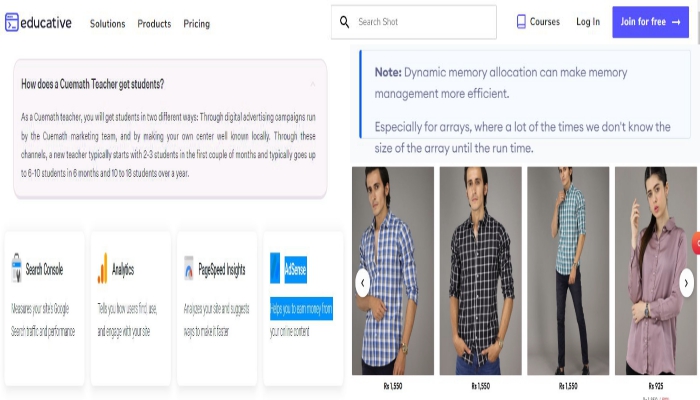 educative
Solutions
Products
Pricing
Search Shot
Courses
Log In
Join for free
How does a Cuemath Teacher get students?
As a Cuemath teacher, you will get students in two different ways: Through digital advertising campaigns run
by the Cuemath marketing team, and by making your own center well known locally. Through these
channels, a new teacher typically starts with 2-3 students in the first couple of months and typically goes up
to 6-10 students in 6 months and 10 to 18 students over a year.
Note: Dynamic memory allocation can make memory
management more efficient.
Especially for arrays, where a lot of the times we don't know the
size of the array until the run time.
Search Console
Measures your site's Google
Search traffic and performance
Analytics
Tells you how users find, use,
and engage with your site
PageSpeed Insights
Analyzes your site and suggests
ways to make it faster
AdSense
Helps you to earn money from
your online content
Rs 1,550
Rs 1,550
Rs 1,550
Rs 925